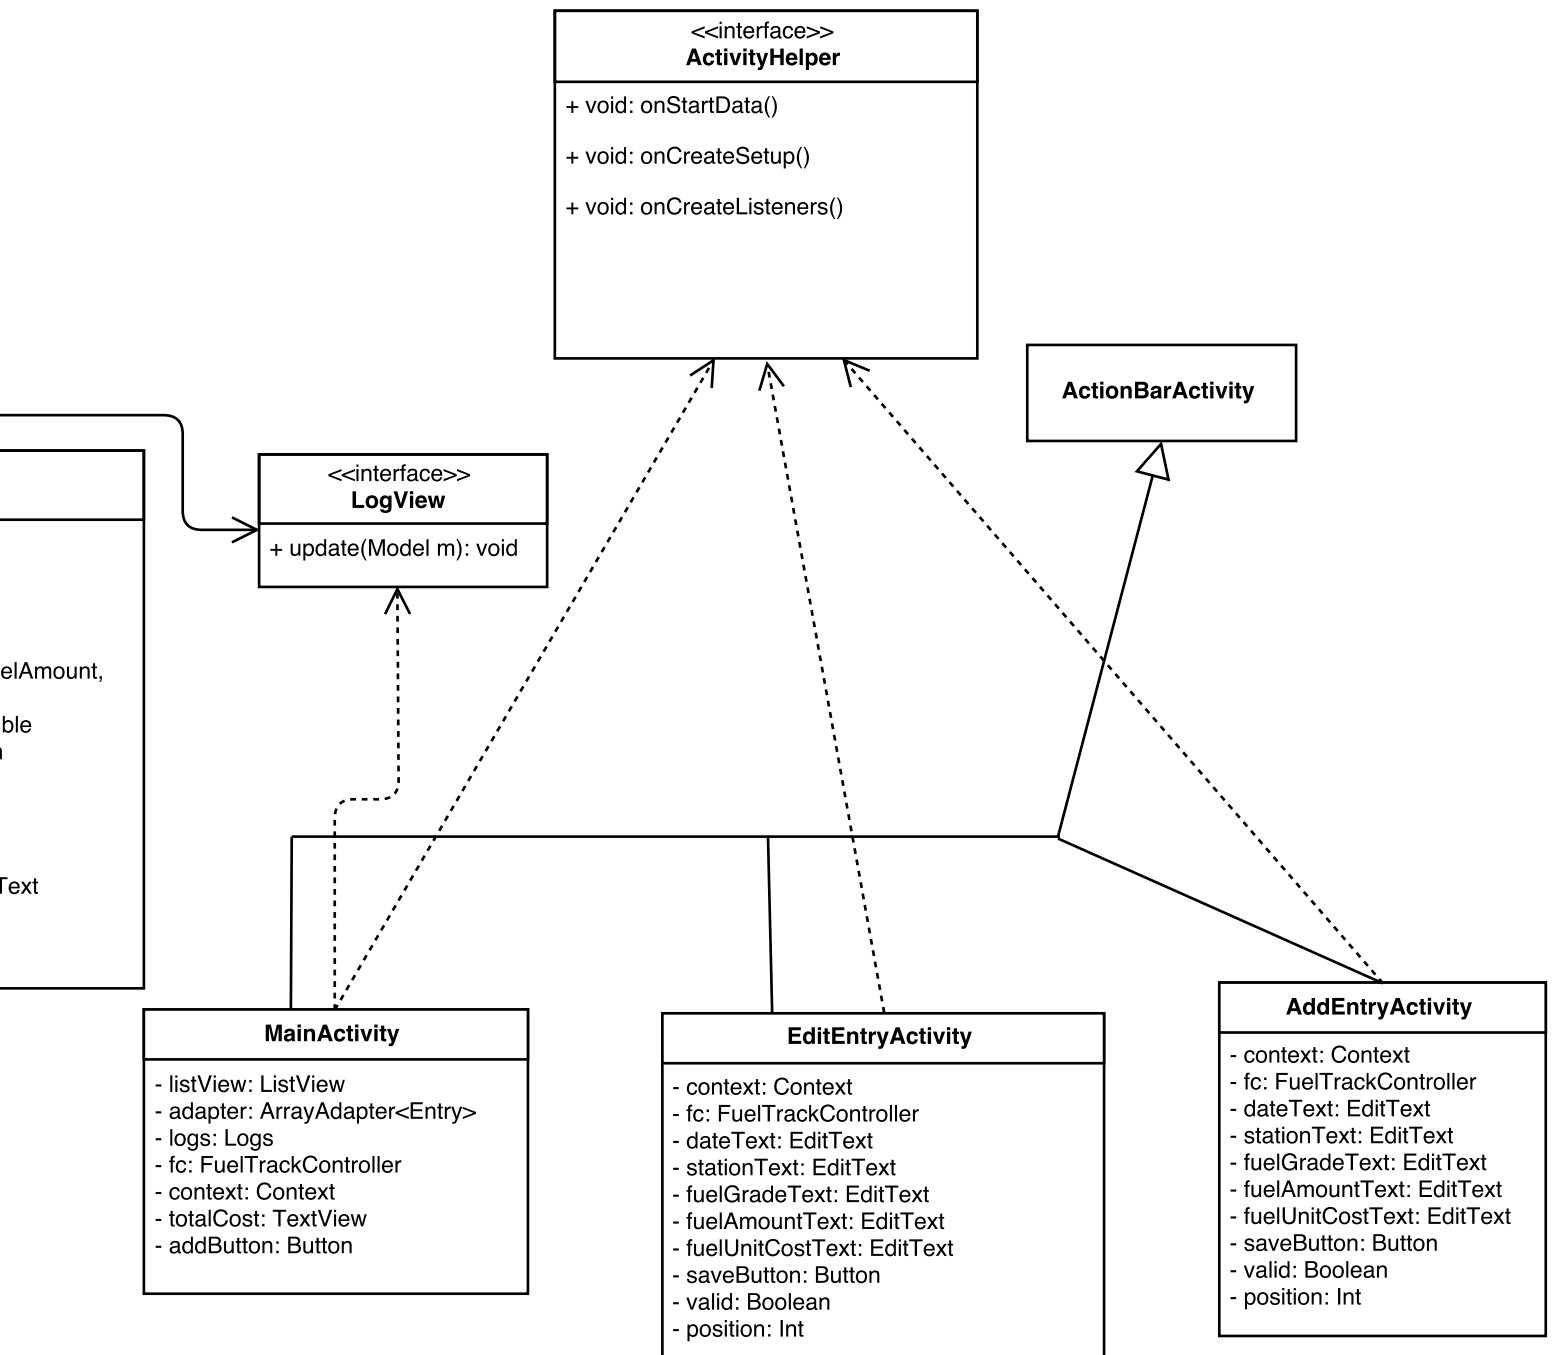 <<interface>>
ActivityHelper
+ void: onStartData()
+ void: onCreateSetup()
+ void: onCreateListeners()
ActionBarActivity
<<interface>>
LogView
+ update(Model m): void
elAmount,
ble
Text
MainActivity
- listView: ListView
- adapter: ArrayAdapter<Entry>
- logs: Logs
- fc: FuelTrackController
- context: Context
- totalCost: TextView
- addButton: Button
EditEntryActivity
- context: Context
- fc: FuelTrackController
- dateText: EditText
- stationText: EditText
- fuelGradeText: EditText
- fuelAmountText: EditText
- fuelUnitCostText: EditText
- saveButton: Button
- valid: Boolean
- position: Int
AddEntryActivity
- context: Context
- fc: FuelTrackController
- dateText: EditText
- stationText: EditText
- fuelGradeText: EditText
- fuelAmountText: EditText
- fuelUnitCostText: EditText
- saveButton: Button
- valid: Boolean
- position: Int